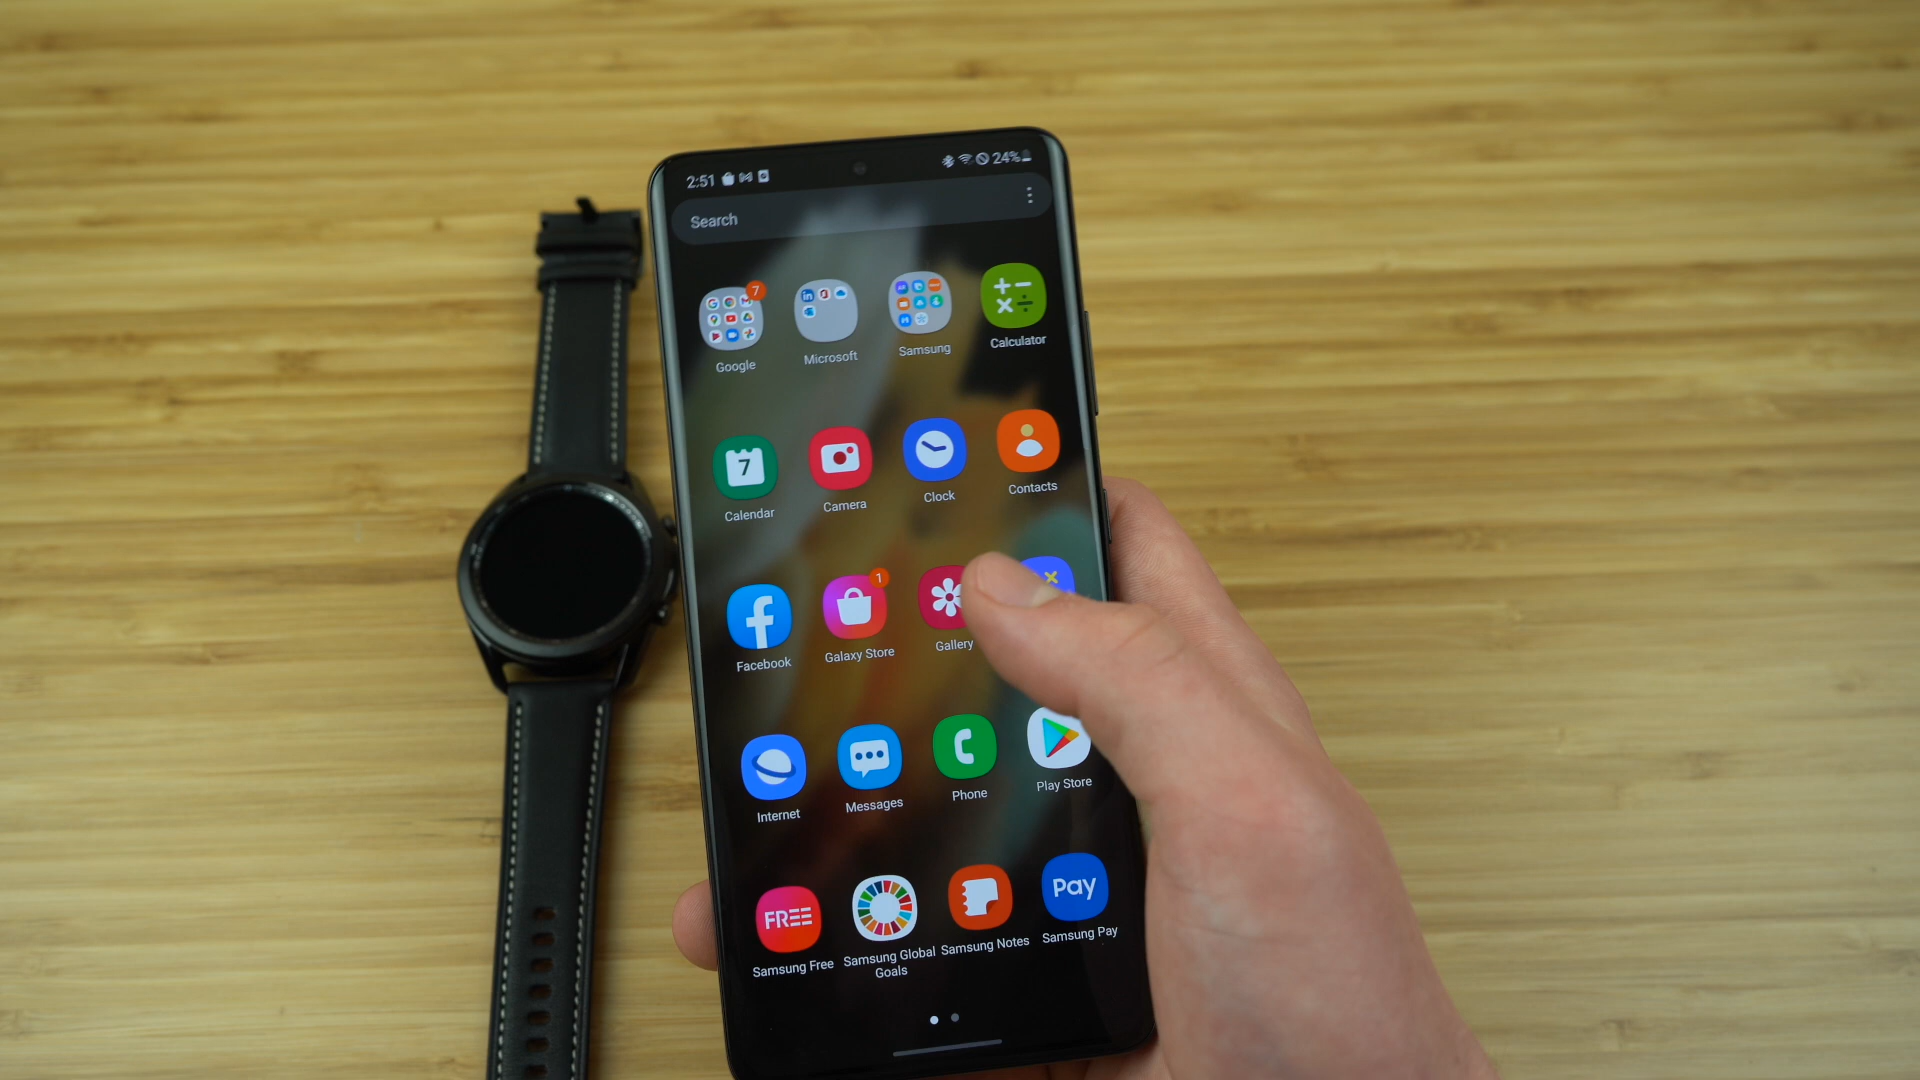 2:51 24%
Search
7
Google
Microsoft
Samsung
Calculator
7
Calendar
Camera
Clock
Contacts
1
Facebook
Galaxy Store
Gallery
Internet
Messages
Phone
Play Store
FREE
Pay
Samsung Free
Samsung Global
Goals
Samsung Notes
Samsung Pay